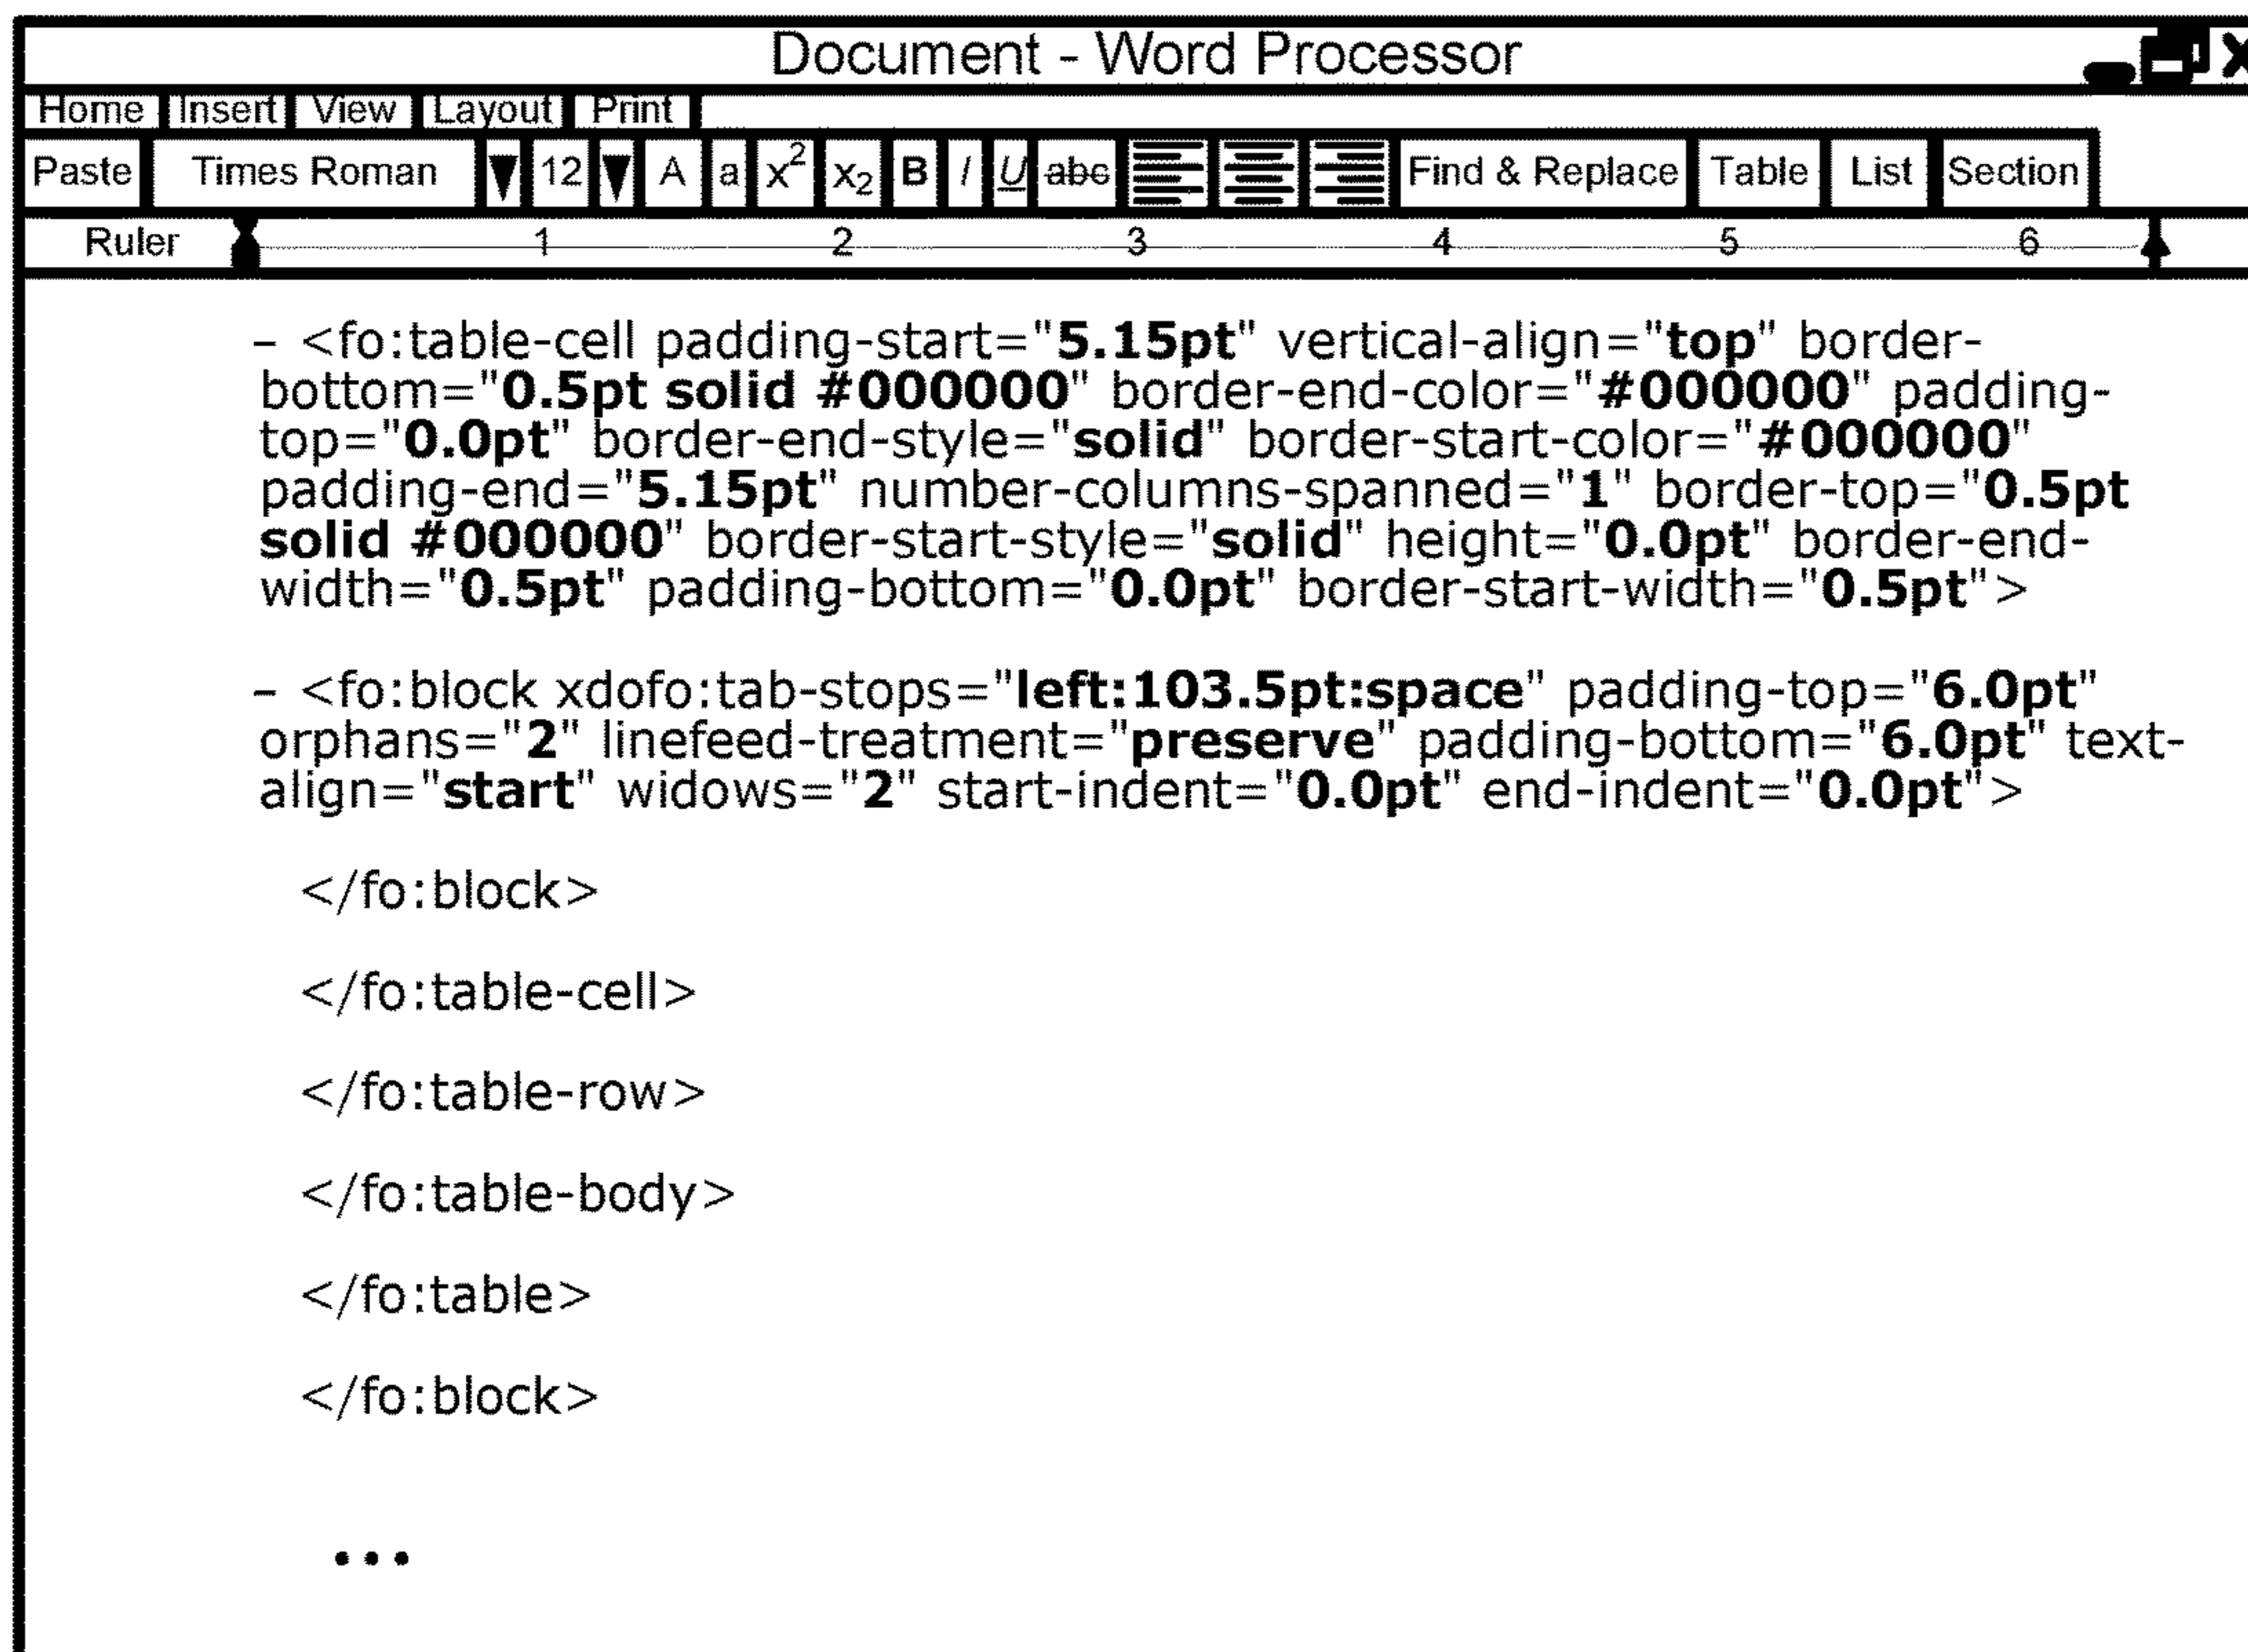 Document - Word Processor
Home Insert View Layout Print
Paste Times Roman 12 A a x² x₂ B I U abc Find & Replace Table List Section
Ruler 1 2 3 4 5 6
– <fo:table-cell padding-start="5.15pt" vertical-align="top" border-
bottom="0.5pt solid #000000" border-end-color="#000000" padding-
top="0.0pt" border-end-style="solid" border-start-color="#000000"
padding-end="5.15pt" number-columns-spanned="1" border-top="0.5pt
solid #000000" border-start-style="solid" height="0.0pt" border-end-
width="0.5pt" padding-bottom="0.0pt" border-start-width="0.5pt">
– <fo:block xdofo:tab-stops="left:103.5pt:space" padding-top="6.0pt"
orphans="2" linefeed-treatment="preserve" padding-bottom="6.0pt" text-
align="start" widows="2" start-indent="0.0pt" end-indent="0.0pt">
</fo:block>
</fo:table-cell>
</fo:table-row>
</fo:table-body>
</fo:table>
</fo:block>
...